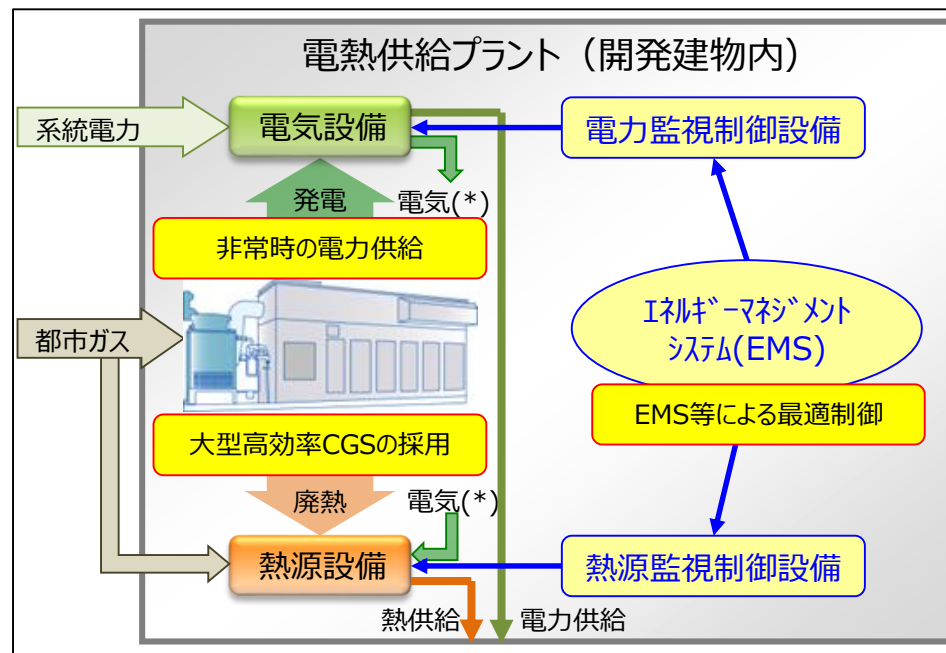 電熱供給プラント（開発建物内）
系統電力
電気設備
電力監視制御設備
発電
電気(*)
非常時の電力供給
ｴﾈﾙｷﾞｰﾏﾈｼﾞﾒﾝﾄ
ｼｽﾃﾑ(EMS)
都市ガス
EMS等による最適制御
大型高効率CGSの採用
廃熱
電気(*)
熱源設備
熱源監視制御設備
熱供給
電力供給